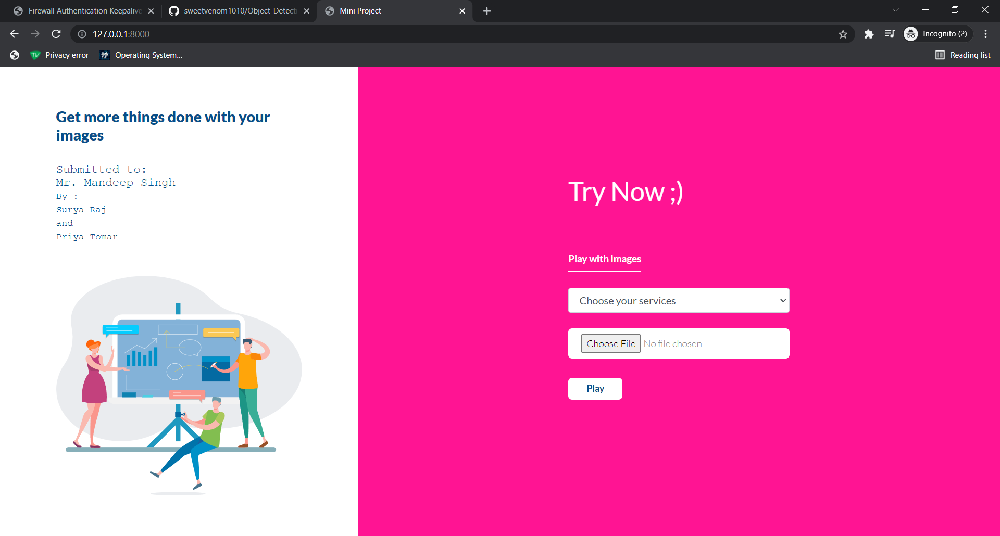 Firewall Authentication Keepalive
sweetvenom1010/Object-Detecti
Mini Project
127.0.0.1:8000
Incognito (2)
TV
Privacy error
SF
Operating System...
Reading list
Get more things done with your
images
Submitted to:
Mr. Mandeep Singh
By :-
Surya Raj
and
Priya Tomar
Try Now ;)
Play with images
Choose your services
Choose File No file chosen
Play